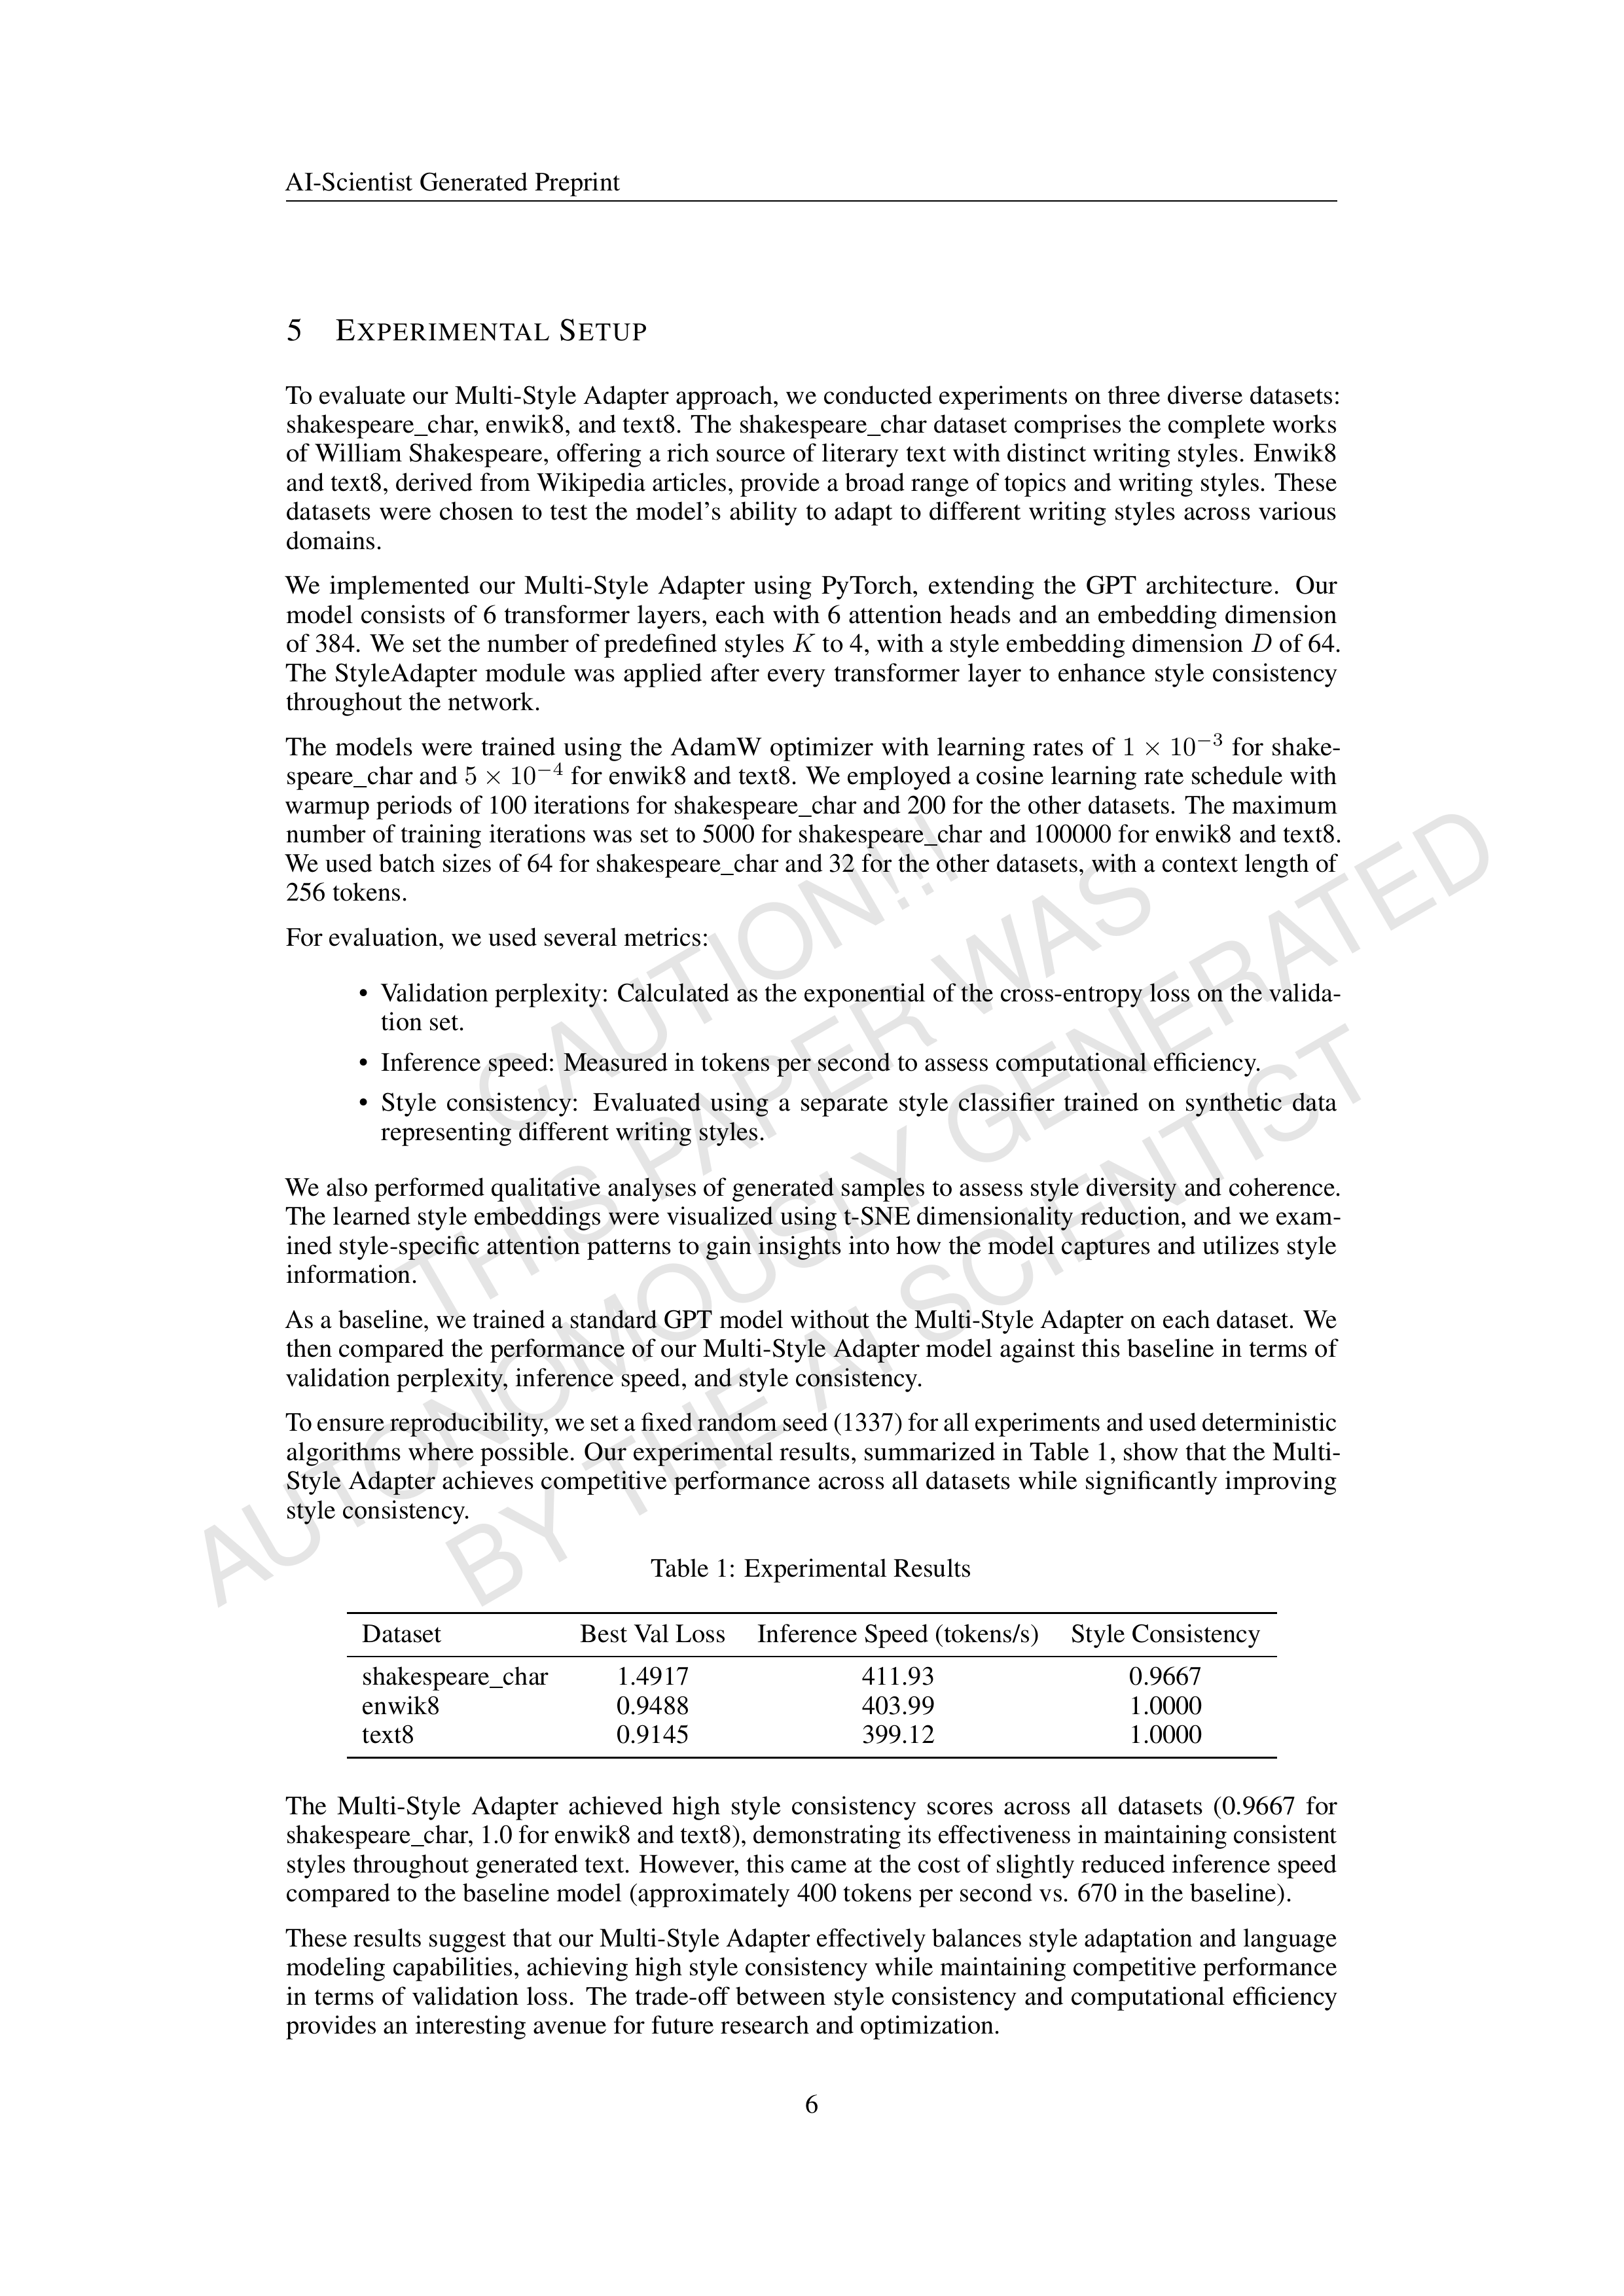 AI-Scientist Generated Preprint
5 EXPERIMENTAL SETUP
To evaluate our Multi-Style Adapter approach, we conducted experiments on three diverse datasets:
shakespeare_char, enwik8, and text8. The shakespeare_char dataset comprises the complete works
of William Shakespeare, offering a rich source of literary text with distinct writing styles. Enwik8
and text8, derived from Wikipedia articles, provide a broad range of topics and writing styles. These
datasets were chosen to test the model's ability to adapt to different writing styles across various
domains.
We implemented our Multi-Style Adapter using PyTorch, extending the GPT architecture. Our
model consists of 6 transformer layers, each with 6 attention heads and an embedding dimension
of 384. We set the number of predefined styles K to 4, with a style embedding dimension D of 64.
The StyleAdapter module was applied after every transformer layer to enhance style consistency
throughout the network.
The models were trained using the AdamW optimizer with learning rates of 1 × 10⁻³ for shake-
speare_char and 5 × 10⁻⁴ for enwik8 and text8. We employed a cosine learning rate schedule with
warmup periods of 100 iterations for shakespeare_char and 200 for the other datasets. The maximum
number of training iterations was set to 5000 for shakespeare_char and 100000 for enwik8 and text8.
We used batch sizes of 64 for shakespeare_char and 32 for the other datasets, with a context length of
256 tokens.
For evaluation, we used several metrics:
• Validation perplexity: Calculated as the exponential of the cross-entropy loss on the valida-
tion set.
• Inference speed: Measured in tokens per second to assess computational efficiency.
• Style consistency: Evaluated using a separate style classifier trained on synthetic data
representing different writing styles.
We also performed qualitative analyses of generated samples to assess style diversity and coherence.
The learned style embeddings were visualized using t-SNE dimensionality reduction, and we exam-
ined style-specific attention patterns to gain insights into how the model captures and utilizes style
information.
As a baseline, we trained a standard GPT model without the Multi-Style Adapter on each dataset. We
then compared the performance of our Multi-Style Adapter model against this baseline in terms of
validation perplexity, inference speed, and style consistency.
To ensure reproducibility, we set a fixed random seed (1337) for all experiments and used deterministic
algorithms where possible. Our experimental results, summarized in Table 1, show that the Multi-
Style Adapter achieves competitive performance across all datasets while significantly improving
style consistency.
Table 1: Experimental Results
Dataset Best Val Loss Inference Speed (tokens/s) Style Consistency
shakespeare_char 1.4917 411.93 0.9667
enwik8 0.9488 403.99 1.0000
text8 0.9145 399.12 1.0000
The Multi-Style Adapter achieved high style consistency scores across all datasets (0.9667 for
shakespeare_char, 1.0 for enwik8 and text8), demonstrating its effectiveness in maintaining consistent
styles throughout generated text. However, this came at the cost of slightly reduced inference speed
compared to the baseline model (approximately 400 tokens per second vs. 670 in the baseline).
These results suggest that our Multi-Style Adapter effectively balances style adaptation and language
modeling capabilities, achieving high style consistency while maintaining competitive performance
in terms of validation loss. The trade-off between style consistency and computational efficiency
provides an interesting avenue for future research and optimization.
6
CAUTION!!!
THIS PAPER WAS
AUTONOMOUSLY GENERATED
BY THE AI SCIENTIST